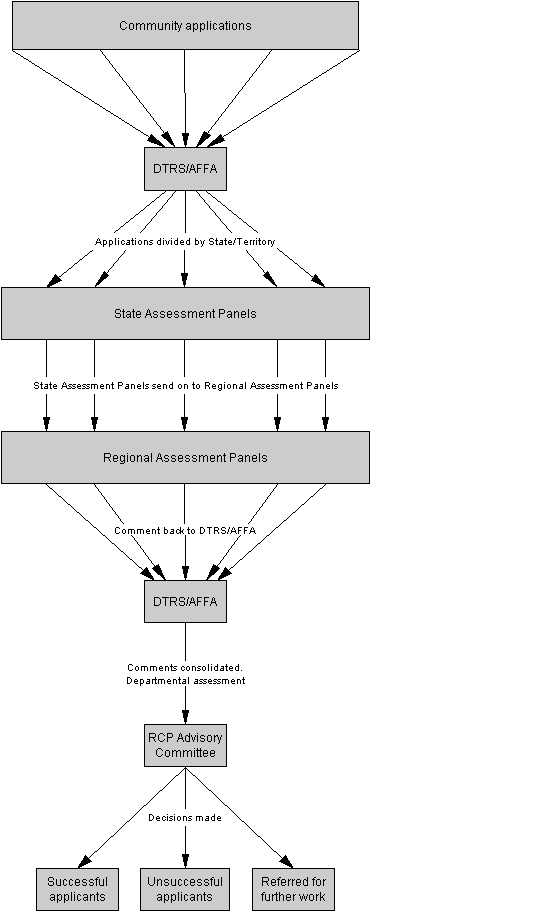 Community applications
DTRS/AFFA
Applications divided by State/Territory
State Assessment Panels
State Assessment Panels send on to Regional Assessment Panels
Regional Assessment Panels
Comment back to DTRS/AFFA
DTRS/AFFA
Comments consolidated.
Departmental assessment
RCP Advisory
Committee
Decisions made
Successful
applicants
Unsuccessful
applicants
Referred for
further work